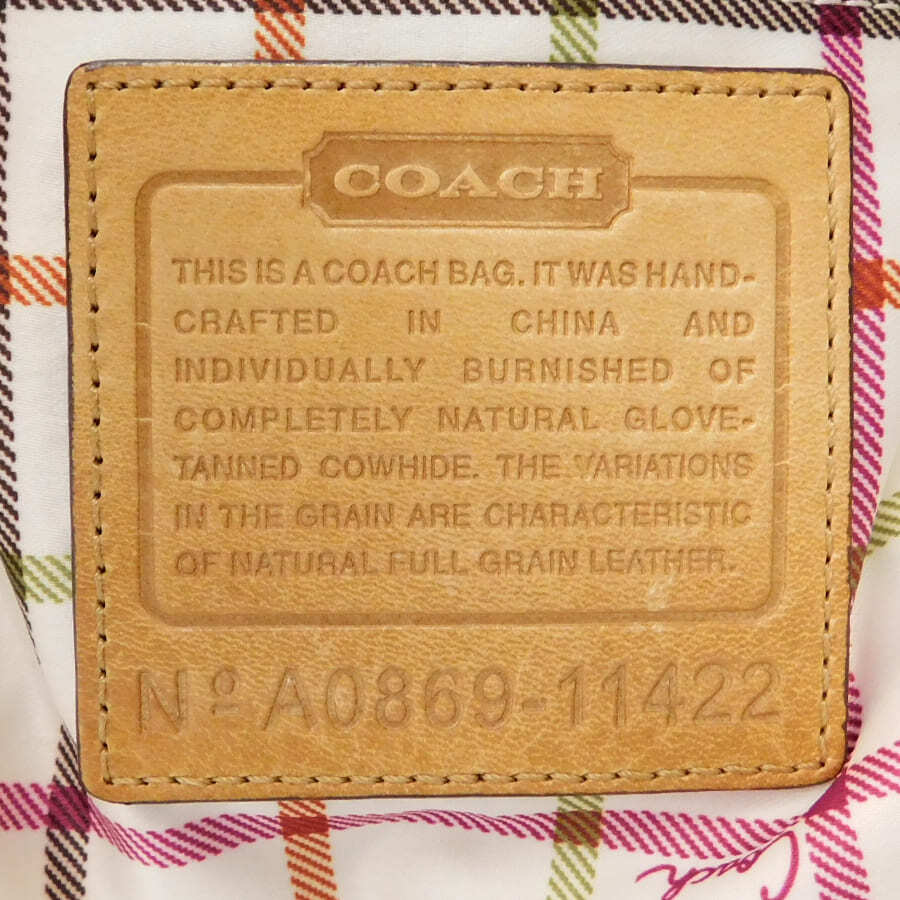 COACH
THIS IS A COACH BAG. IT WAS HAND-
CRAFTED IN CHINA AND
INDIVIDUALLY BURNISHED OF
COMPLETELY NATURAL GLOVE-
TANNED COWHIDE. THE VARIATIONS
IN THE GRAIN ARE CHARACTERISTIC
OF NATURAL FULL GRAIN LEATHER.
Nº A0869-11422
Coach